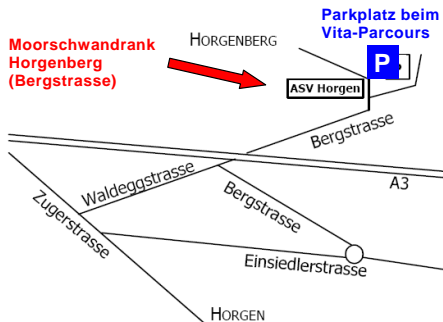 Parkplatz beim
Vita-Parcours
Moorschwandrank
Horgenberg
(Bergstrasse)
HORGENBERG
P
ASV Horgen
Bergstrasse
A3
Waldeggstrasse
Bergstrasse
Zugerstrasse
Einsiedlerstrasse
HORGEN